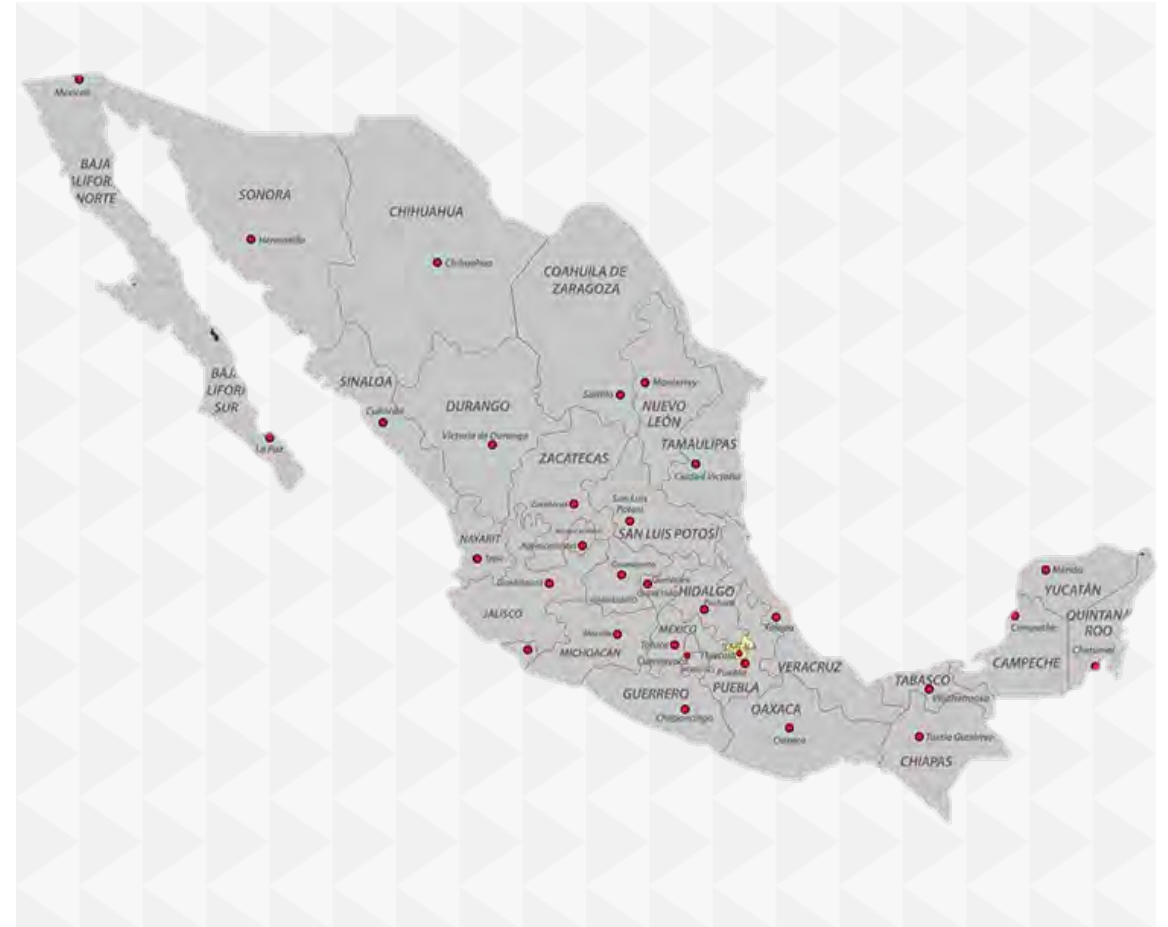 Mexicali
BAJA
ALIFOR.
NORTE
SONORA
Hermosillo
CHIHUAHUA
Chihuahua
COAHUILA DE
ZARAGOZA
BAJA
LIFOR
SUR
La Paz
SINALOA
Culiacán
DURANGO
Victoria de Durango
Saltillo
Monterrey
NUEVO
LEÓN
TAMAULIPAS
Ciudad Victoria
ZACATECAS
Zacatecas
San Luis
Potosí
SAN LUIS POTOSÍ
NAYARIT
Tepic
Aguascalientes
Guadalajara
JALISCO
Guanajuato
GUANAJUATO
Querétaro
HIDALGO
Pachuca
Morelia
MICHOACÁN
MÉXICO
Toluca
Cuernavaca
Tlaxcala
Puebla
PUEBLA
Xalapa
VERACRUZ
GUERRERO
Chilpancingo
OAXACA
Oaxaca
TABASCO
Villahermosa
Tuxtla Gutiérrez
CHIAPAS
Mérida
YUCATÁN
Campeche
CAMPECHE
QUINTANA
ROO
Chetumal